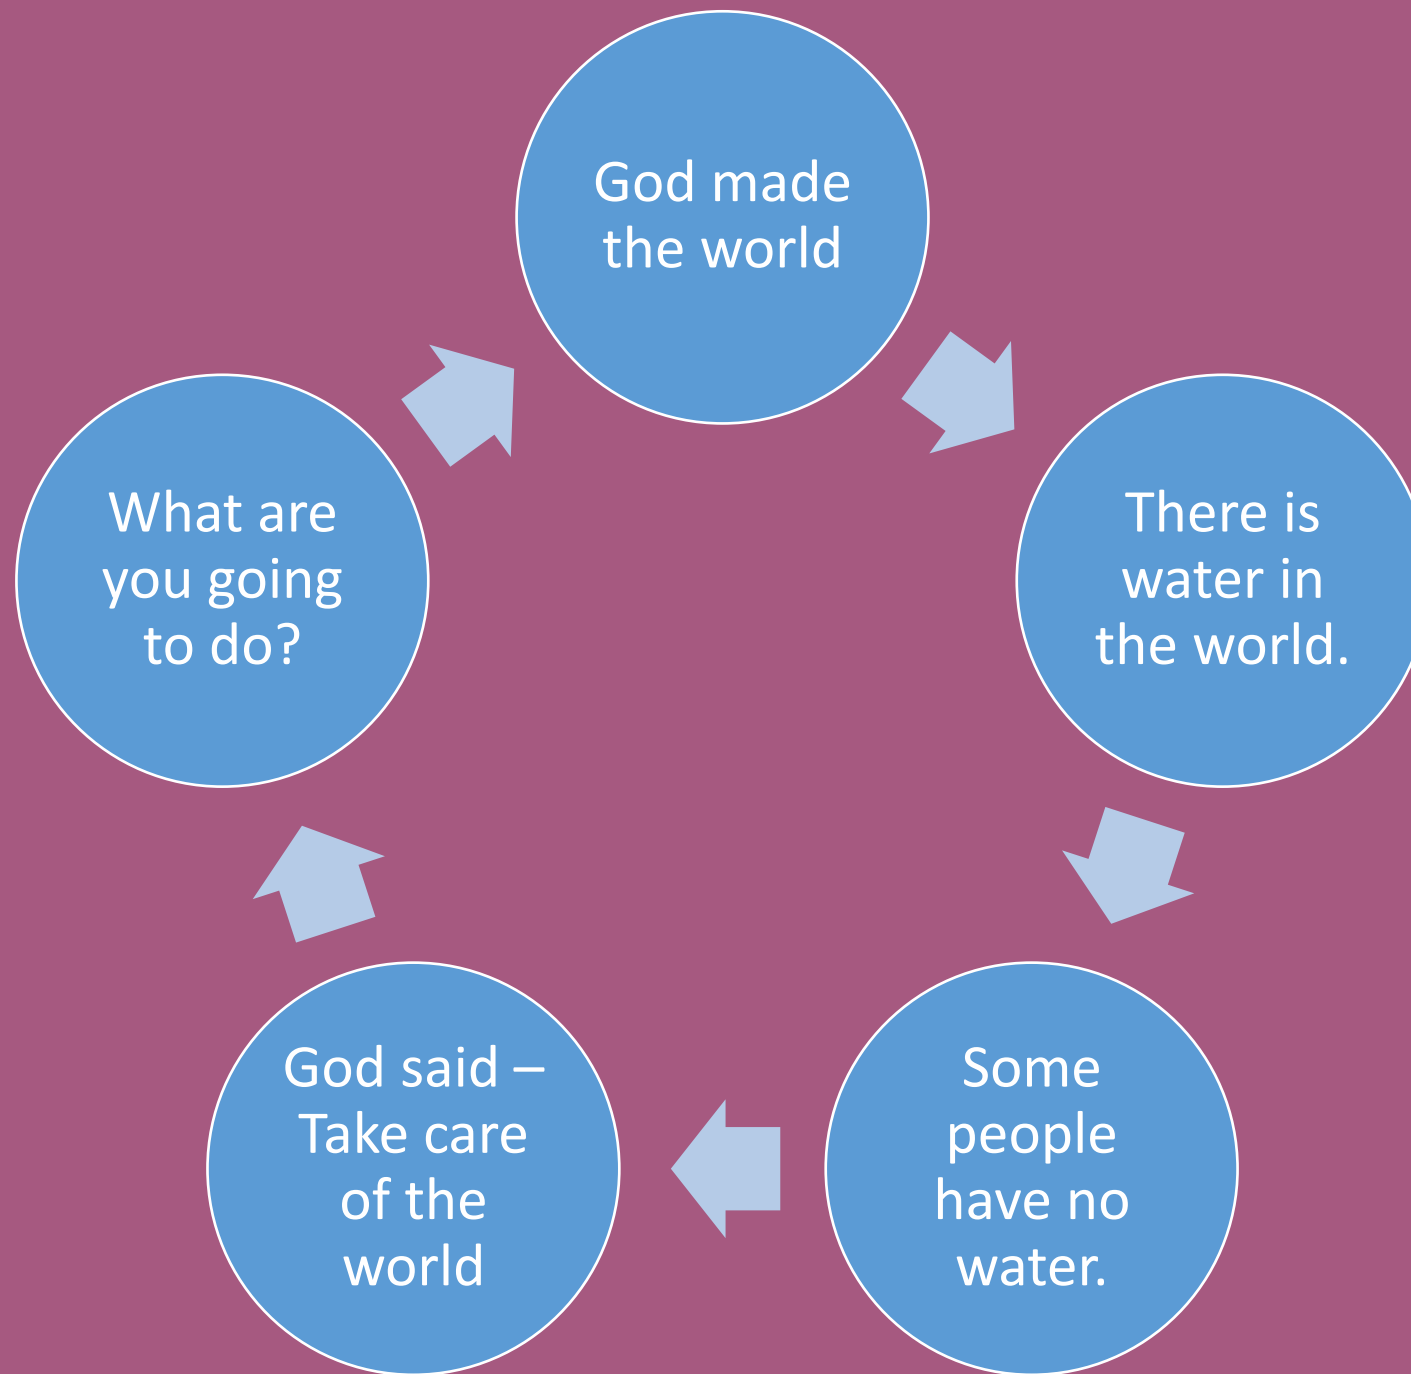 God made
the world
There is
water in
the world.
Some
people
have no
water.
God said –
Take care
of the
world
What are
you going
to do?